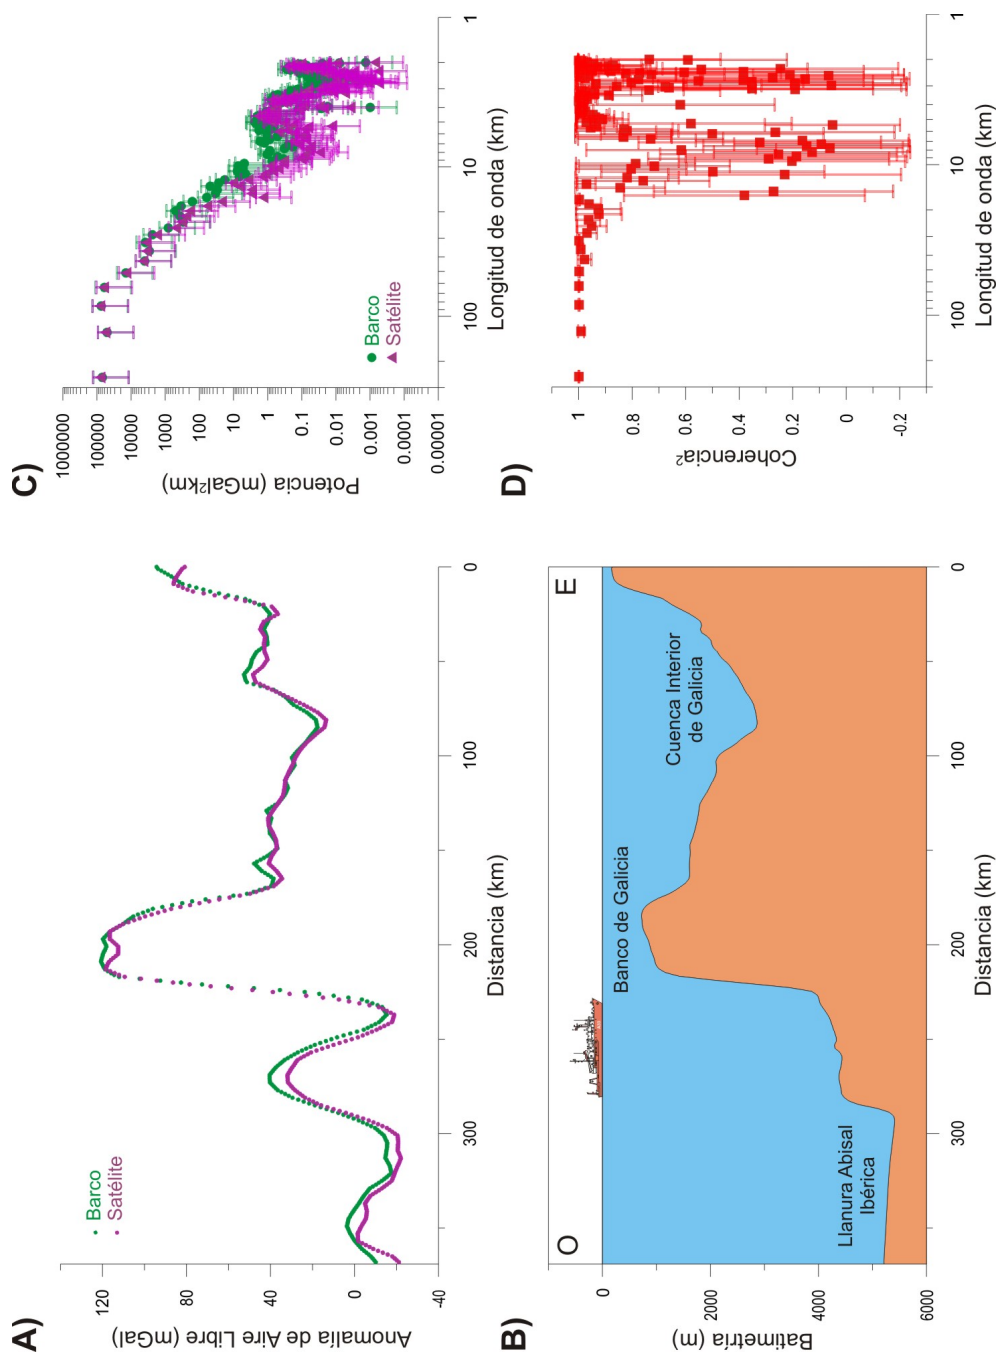 A)
Anomalía de Aire Libre (mGal)
120
80
40
0
-40
Barco
Satélite
300
200
100
0
Distancia (km)
B)
Batimetría (m)
0
2000
4000
6000
O
E
Banco de Galicia
Cuenca Interior
de Galicia
Llanura Abisal
Ibérica
300
200
100
0
Distancia (km)
C)
Potencia (mGal²km)
1000000
100000
10000
1000
100
10
1
0.1
0.01
0.001
0.0001
0.00001
Barco
Satélite
100
10
1
Longitud de onda (km)
D)
Coherencia²
1
0.8
0.6
0.4
0.2
0
-0.2
100
10
1
Longitud de onda (km)